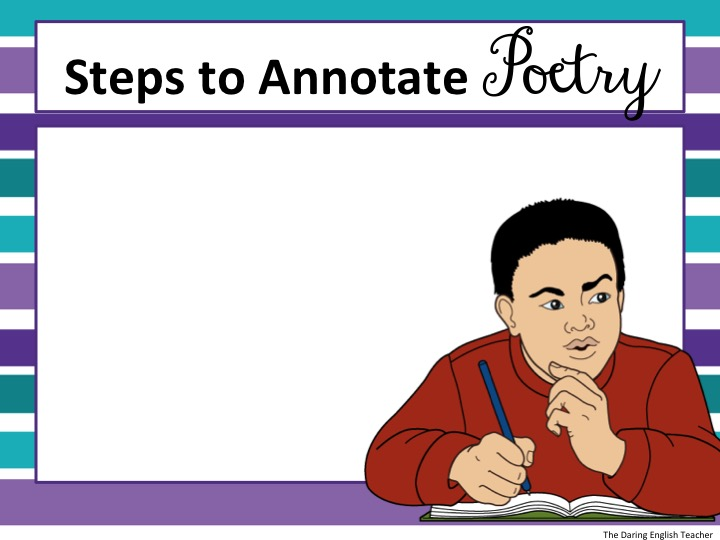 Steps to Annotate Poetry
The Daring English Teacher